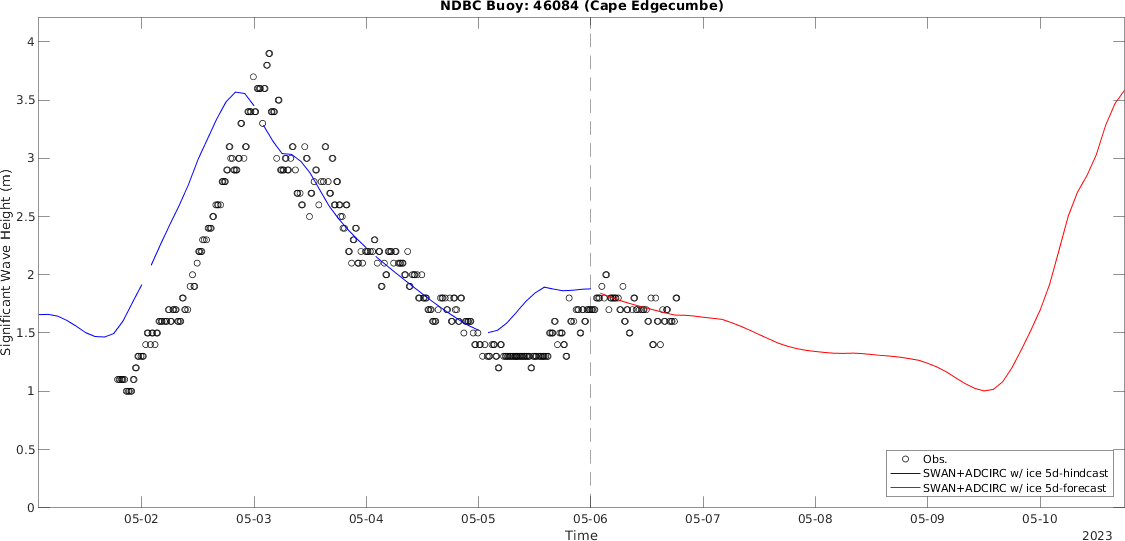 NDBC Buoy: 46084 (Cape Edgecumbe)
Significant Wave Height (m)
4
3.5
3
2.5
2
1.5
1
0.5
0
Obs.
SWAN+ADCIRC w/ ice 5d-hindcast
SWAN+ADCIRC w/ ice 5d-forecast
05-02 05-03 05-04 05-05 05-06 05-07 05-08 05-09 05-10
Time
2023